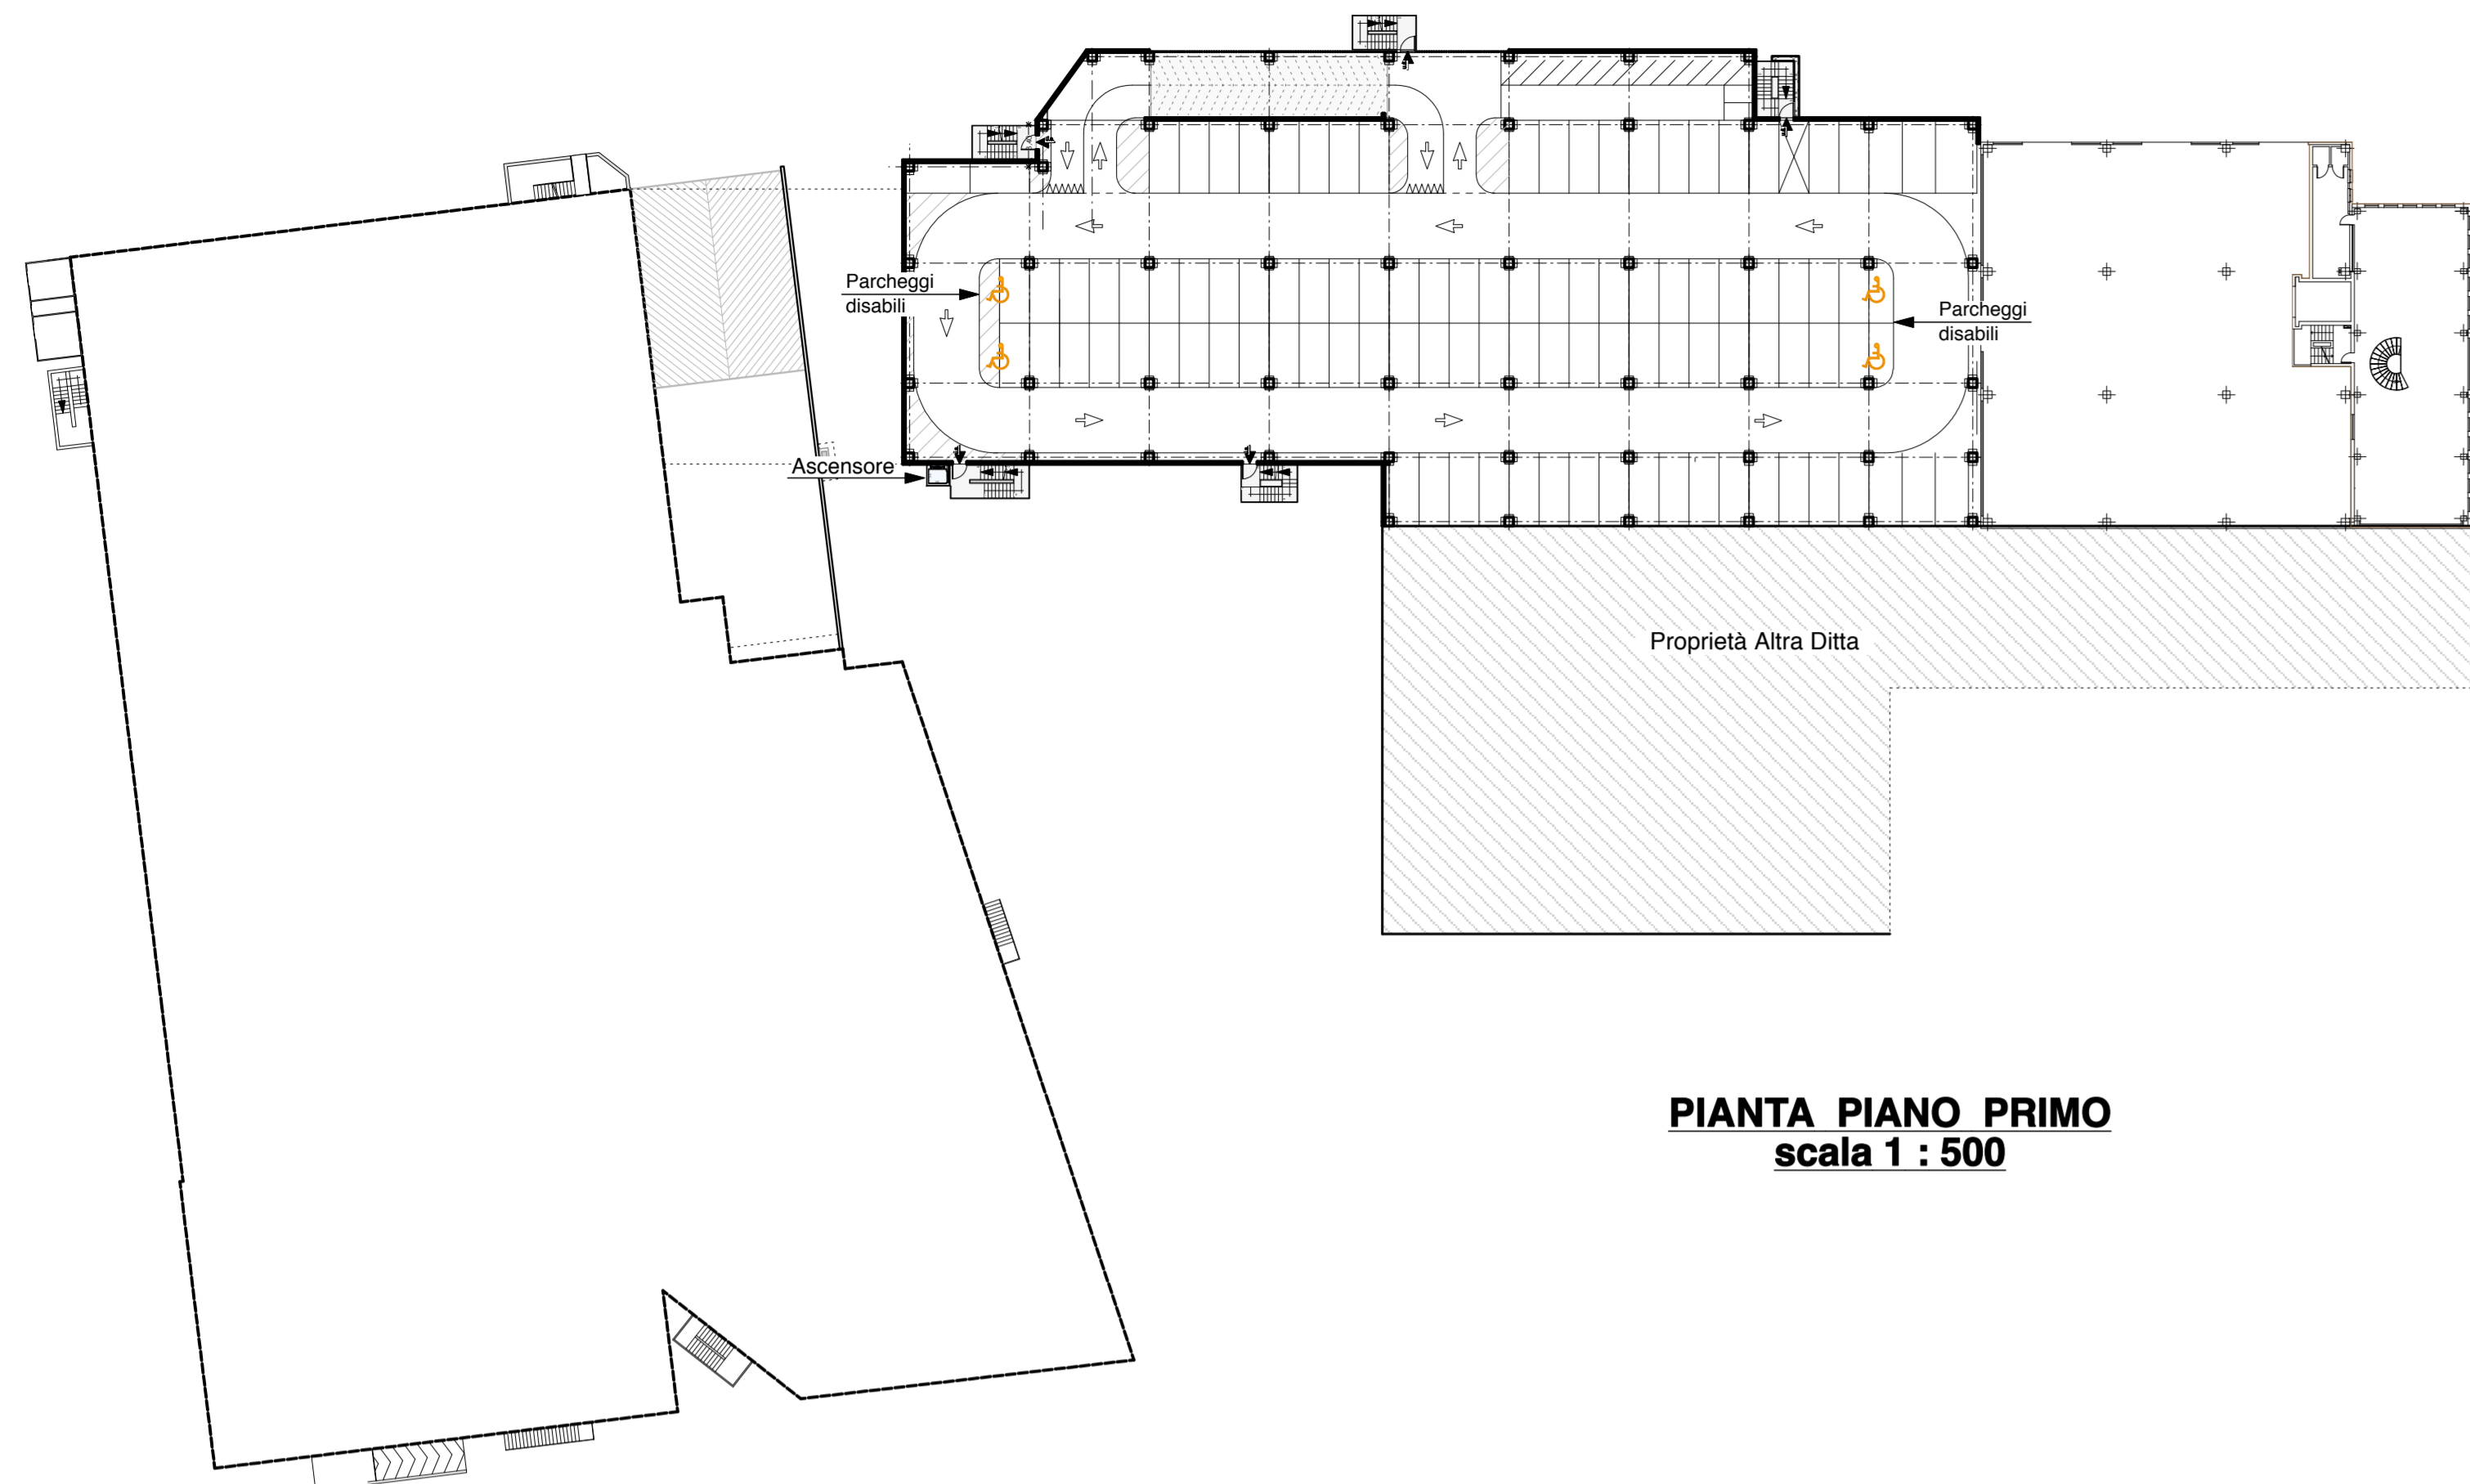 Parcheggi
disabili
Parcheggi
disabili
Ascensore
Proprietà Altra Ditta
PIANTA PIANO PRIMO
scala 1 : 500